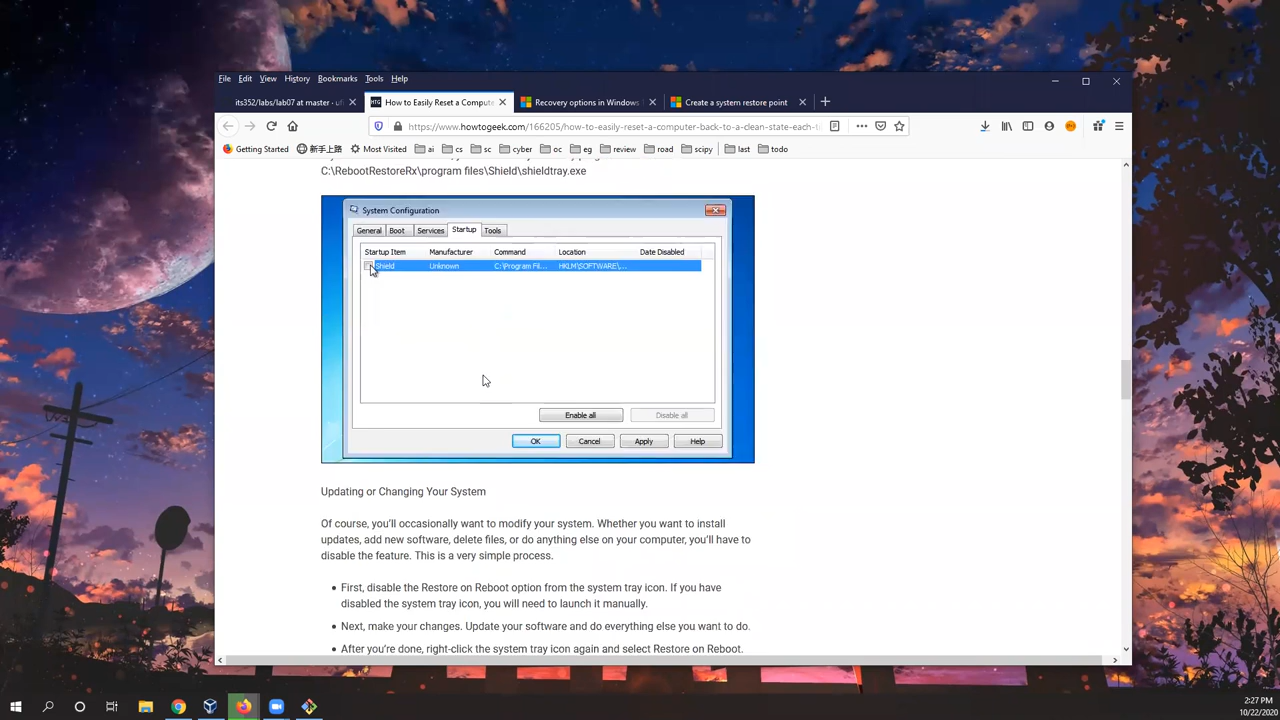 File Edit View History Bookmarks Tools Help
its352/labs/lab07 at master · uf
How to Easily Reset a Compute
Recovery options in Windows
Create a system restore point
https://www.howtogeek.com/166205/how-to-easily-reset-a-computer-back-to-a-clean-state-each-t
Getting Started 新手上路 Most Visited ai cs sc cyber oc eg review road scipy last todo
C:\RebootRestoreRx\program files\Shield\shieldtray.exe
System Configuration
General Boot Services Startup Tools
Startup Item Manufacturer Command Location Date Disabled
Shield Unknown C:\Program Fil... HKLM\SOFTWARE\...
Enable all Disable all
OK Cancel Apply Help
Updating or Changing Your System
Of course, you'll occasionally want to modify your system. Whether you want to install
updates, add new software, delete files, or do anything else on your computer, you'll have to
disable the feature. This is a very simple process.
• First, disable the Restore on Reboot option from the system tray icon. If you have
disabled the system tray icon, you will need to launch it manually.
• Next, make your changes. Update your software and do everything else you want to do.
• After you're done, right-click the system tray icon again and select Restore on Reboot.
2:27 PM
10/22/2020